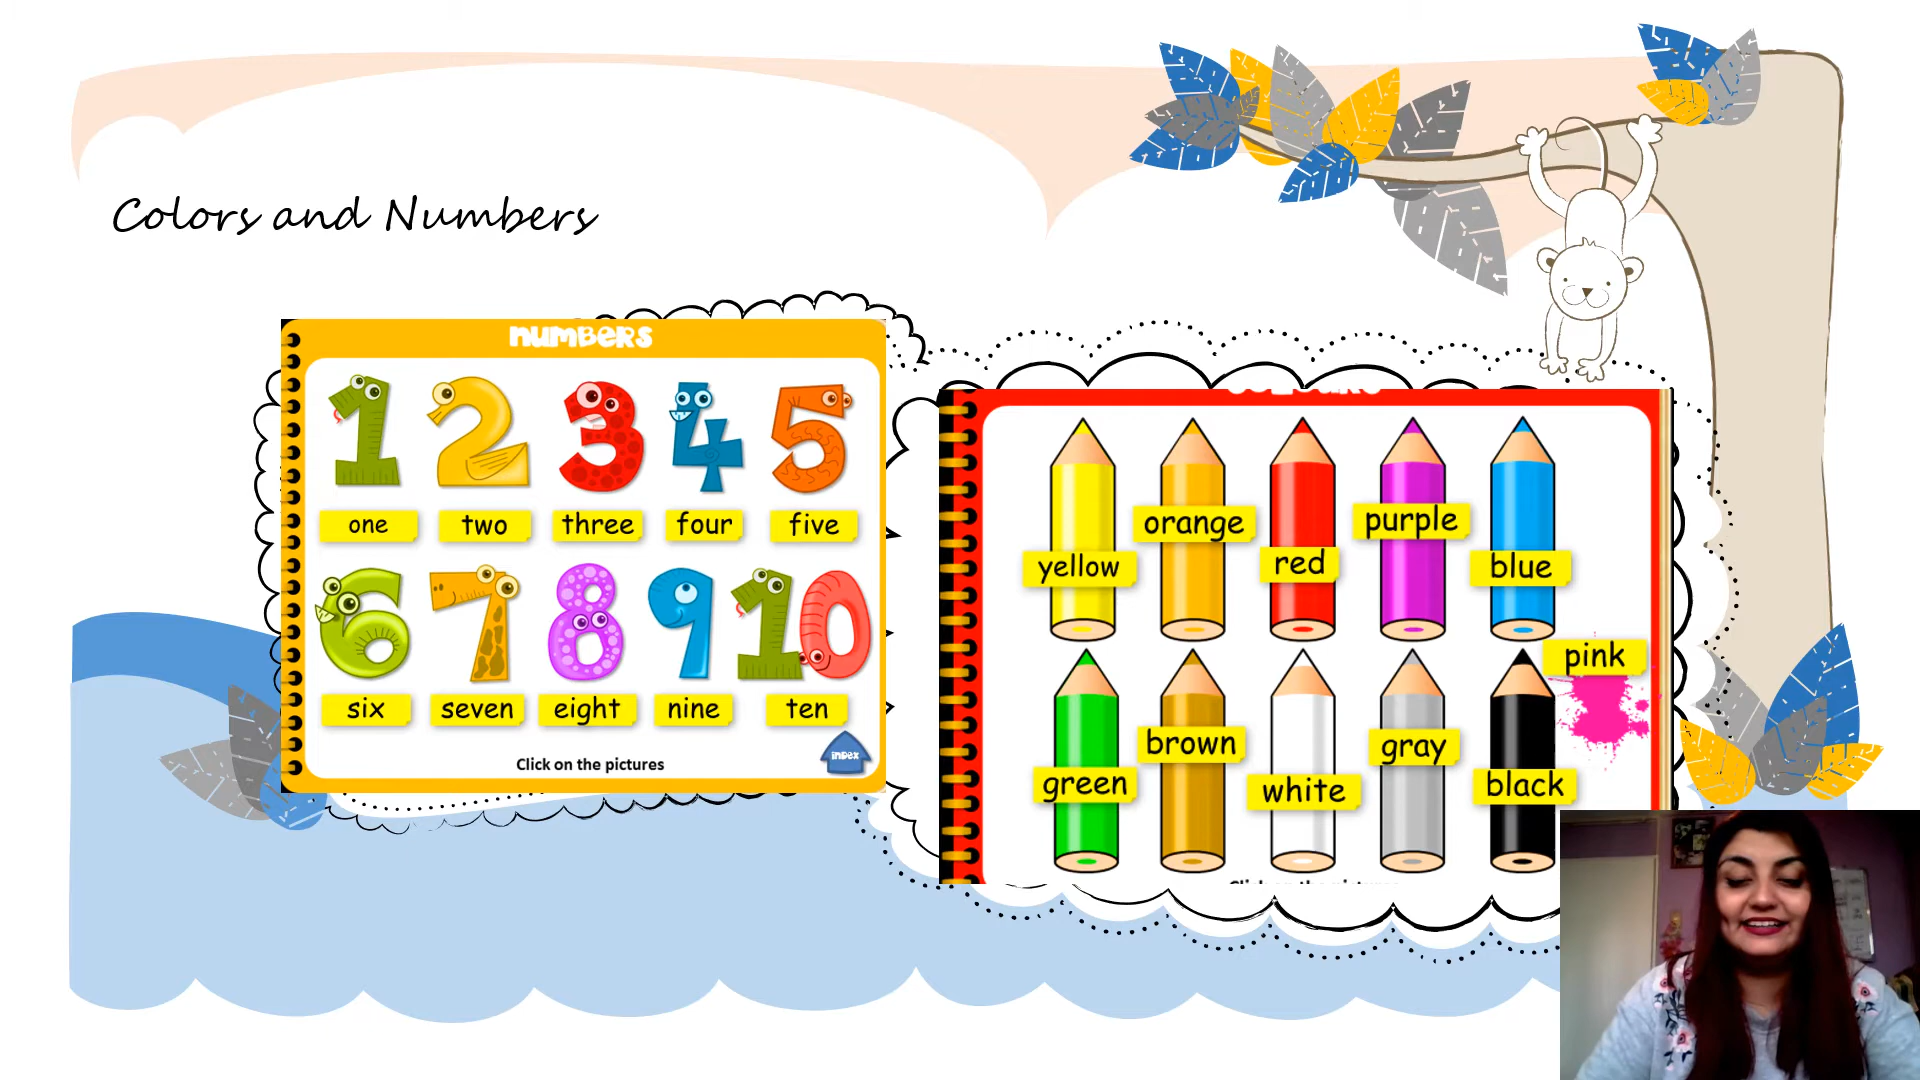 Colors and Numbers
NUMBERS
one two three four five
six seven eight nine ten
INDEX
Click on the pictures
orange purple
yellow red blue
pink
brown gray
green white black